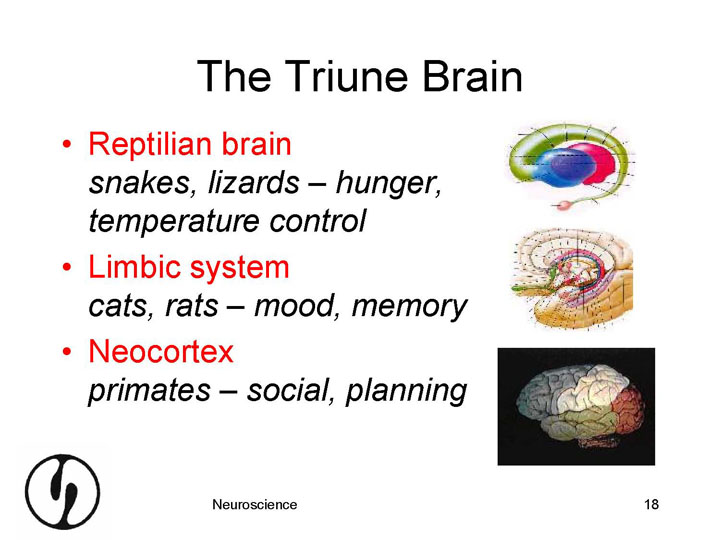 The Triune Brain
• Reptilian brain
snakes, lizards – hunger,
temperature control
• Limbic system
cats, rats – mood, memory
• Neocortex
primates – social, planning
Neuroscience
18